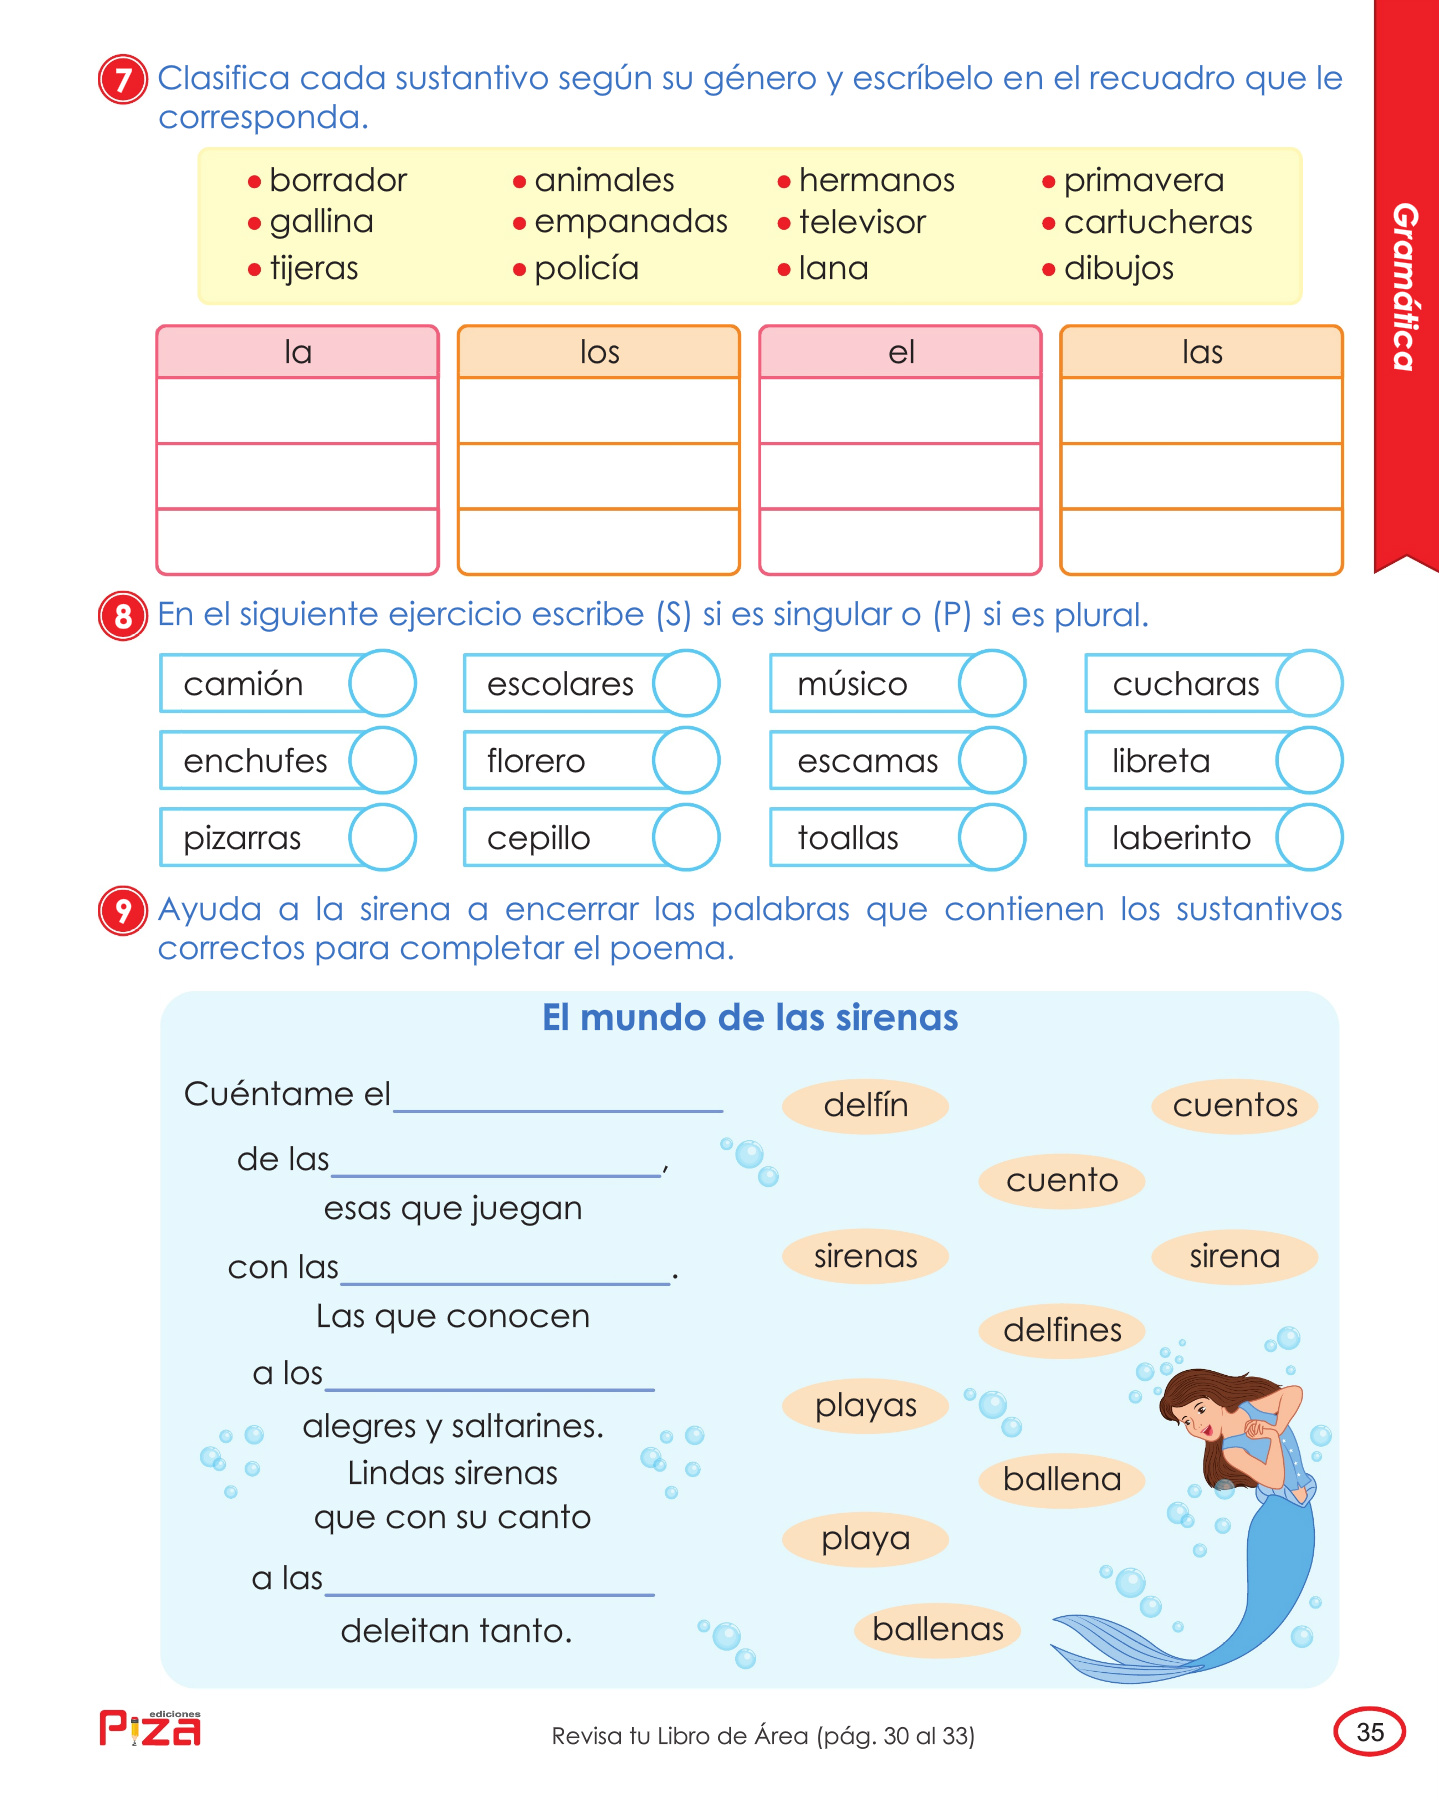 7 Clasifica cada sustantivo según su género y escríbelo en el recuadro que le
corresponda.
• borrador • animales • hermanos • primavera
• gallina • empanadas • televisor • cartucheras
• tijeras • policía • lana • dibujos
la los el las
8 En el siguiente ejercicio escribe (S) si es singular o (P) si es plural.
camión escolares músico cucharas
enchufes florero escamas libreta
pizarras cepillo toallas laberinto
9 Ayuda a la sirena a encerrar las palabras que contienen los sustantivos
correctos para completar el poema.
El mundo de las sirenas
Cuéntame el
de las ,
esas que juegan
con las .
Las que conocen
a los
alegres y saltarines.
Lindas sirenas
que con su canto
a las
deleitan tanto.
delfín cuentos
cuento
sirenas sirena
delfines
playas
ballena
playa
ballenas
Gramática
ediciones
Piza
Revisa tu Libro de Área (pág. 30 al 33)
35